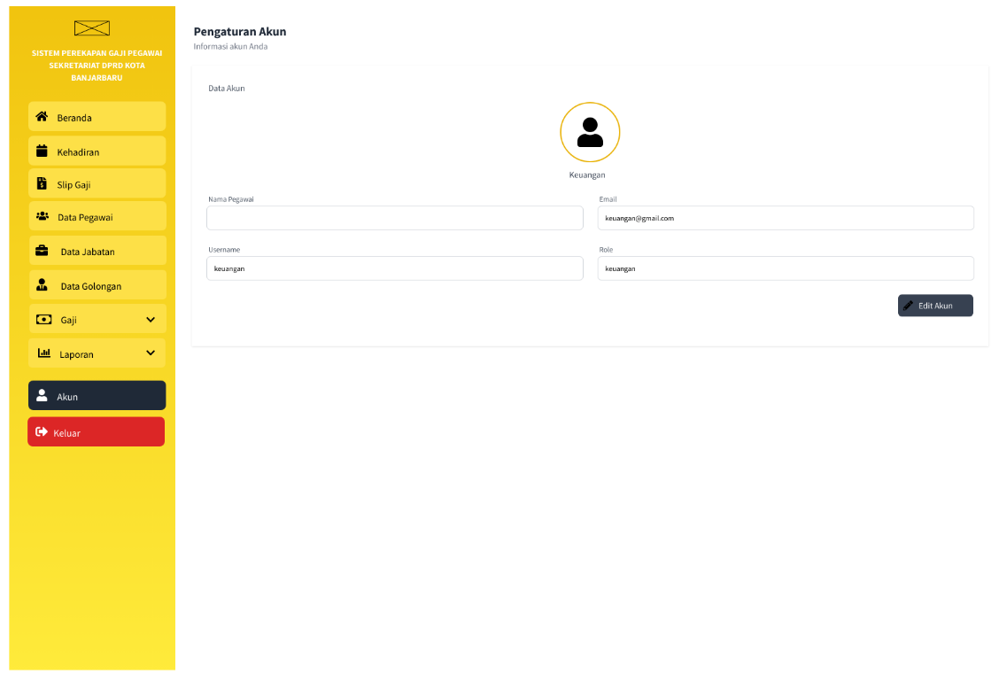 SISTEM PEREKAPAN GAJI PEGAWAI
SEKRETARIAT DPRD KOTA
BANJARBARU
Beranda
Kehadiran
Slip Gaji
Data Pegawai
Data Jabatan
Data Golongan
Gaji
Laporan
Akun
Keluar
Pengaturan Akun
Informasi akun Anda
Data Akun
Keuangan
Nama Pegawai
Email
keuangan@gmail.com
Username
Role
keuangan
keuangan
Edit Akun